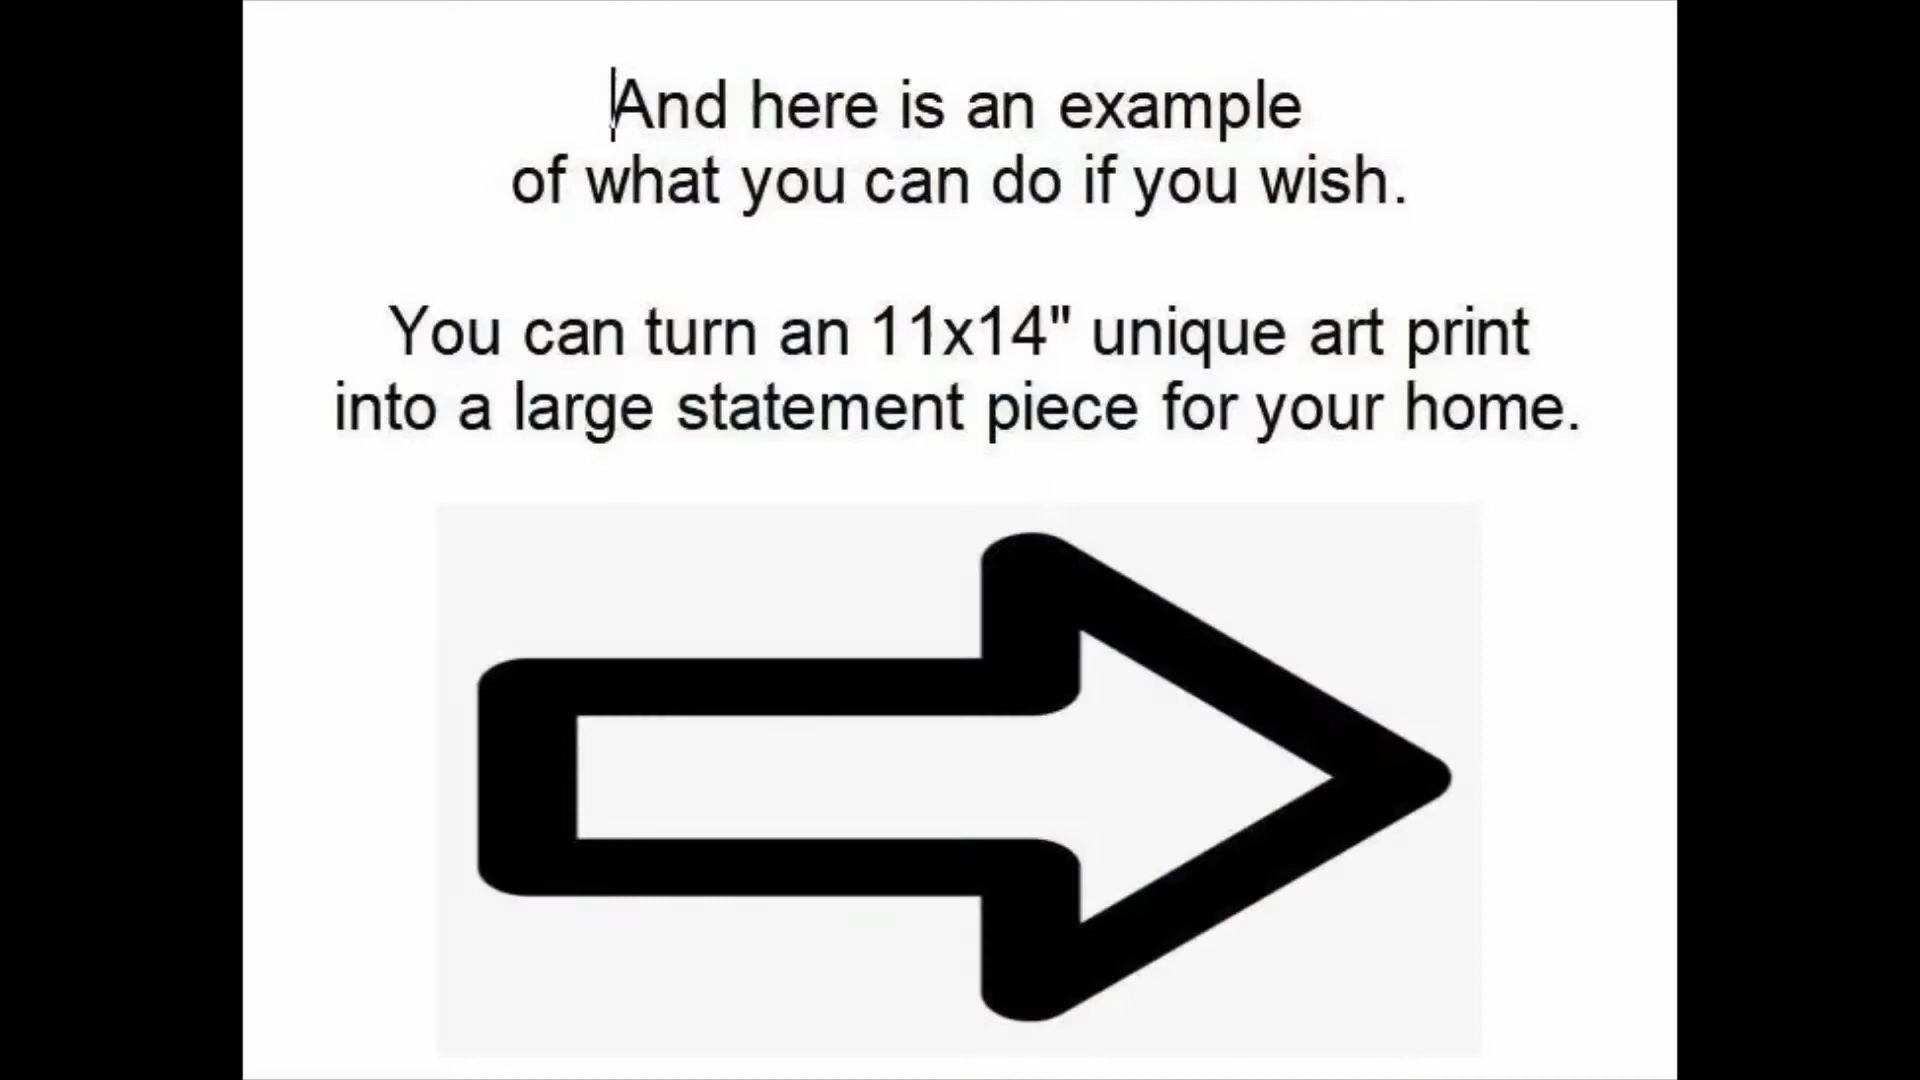 And here is an example
of what you can do if you wish.
You can turn an 11x14" unique art print
into a large statement piece for your home.